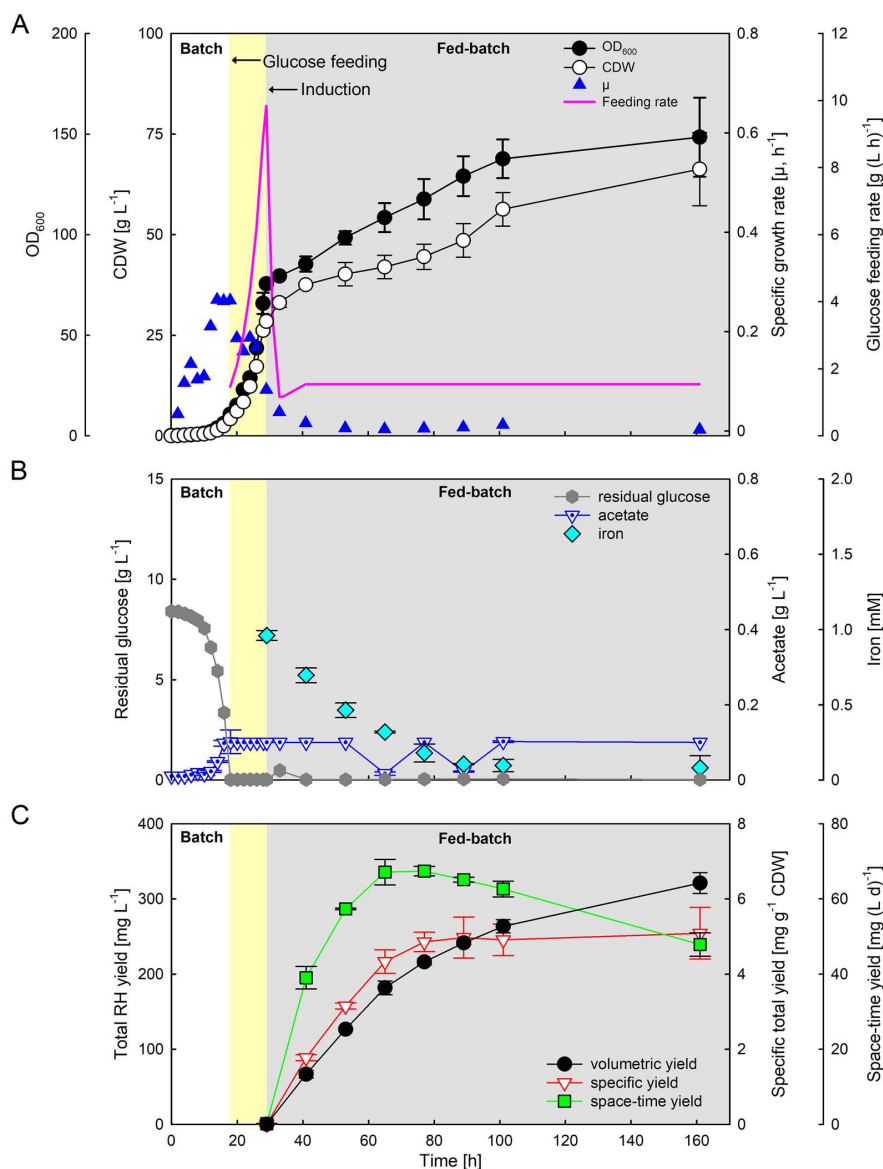 A
200
150
100
50
0
OD600
100
75
50
25
0
CDW [g L-1]
Batch
Fed-batch
Glucose feeding
Induction
OD600
CDW
μ
Feeding rate
0.8
0.6
0.4
0.2
0
Specific growth rate [μ, h-1]
12
10
8
6
4
2
0
Glucose feeding rate [g (L h)-1]
B
15
10
5
0
Residual glucose [g L-1]
Batch
Fed-batch
residual glucose
acetate
iron
0.8
0.6
0.4
0.2
0
Acetate [g L-1]
2.0
1.5
1.0
0.5
0
Iron [mM]
C
400
300
200
100
0
Total RH yield [mg L-1]
Batch
Fed-batch
volumetric yield
specific yield
space-time yield
8
6
4
2
0
Specific total yield [mg g-1 CDW]
80
60
40
20
0
Space-time yield [mg (L d)-1]
0 20 40 60 80 100 120 140 160
Time [h]